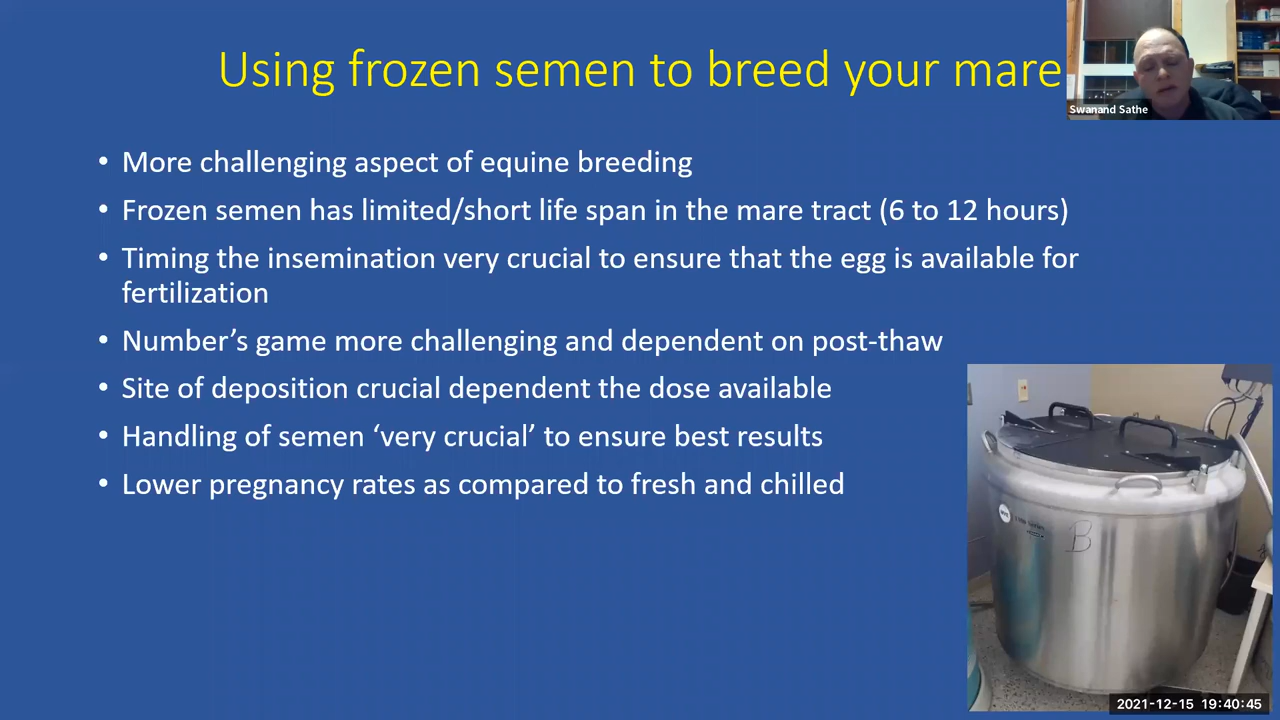 Using frozen semen to breed your mare
Swanand Sathe
• More challenging aspect of equine breeding
• Frozen semen has limited/short life span in the mare tract (6 to 12 hours)
• Timing the insemination very crucial to ensure that the egg is available for
fertilization
• Number’s game more challenging and dependent on post-thaw
• Site of deposition crucial dependent the dose available
• Handling of semen ‘very crucial’ to ensure best results
• Lower pregnancy rates as compared to fresh and chilled
B
2021-12-15 19:40:45